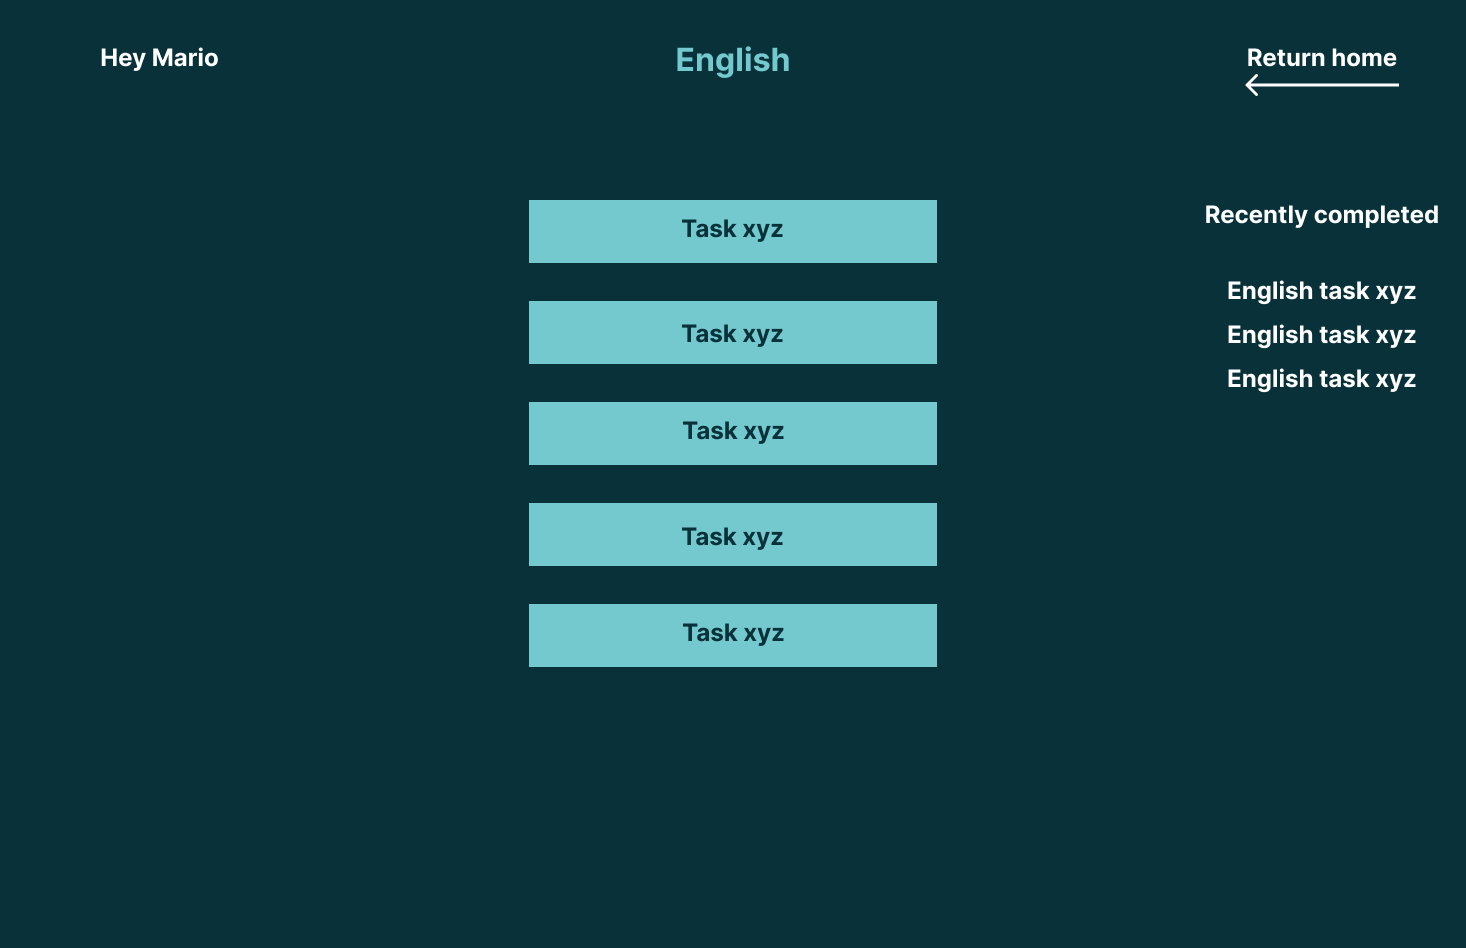 Hey Mario
English
Return home
Task xyz
Task xyz
Task xyz
Task xyz
Task xyz
Recently completed
English task xyz
English task xyz
English task xyz